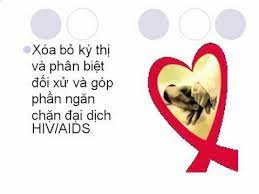 Xóa bỏ kỳ thị
và phân biệt
đối xử và góp
phần ngăn
chặn đại dịch
HIV/AIDS